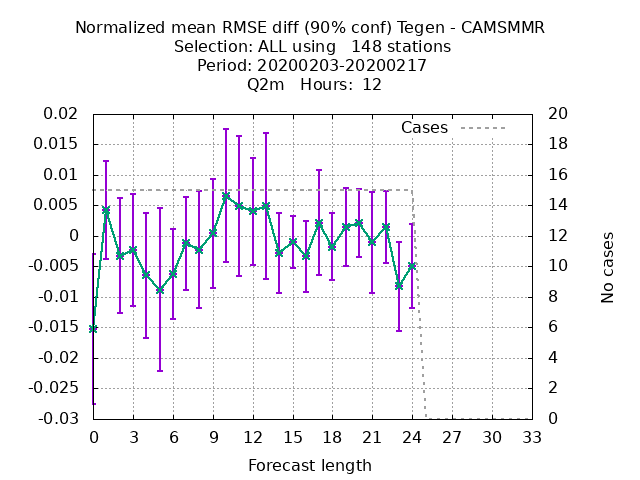 Normalized mean RMSE diff (90% conf) Tegen - CAMSMMR
Selection: ALL using   148 stations
Period: 20200203-20200217
Q2m   Hours:  12
Cases
0.02
0.015
0.01
0.005
0
-0.005
-0.01
-0.015
-0.02
-0.025
-0.03
20
18
16
14
12
10
8
6
4
2
0
No cases
0 3 6 9 12 15 18 21 24 27 30 33
Forecast length